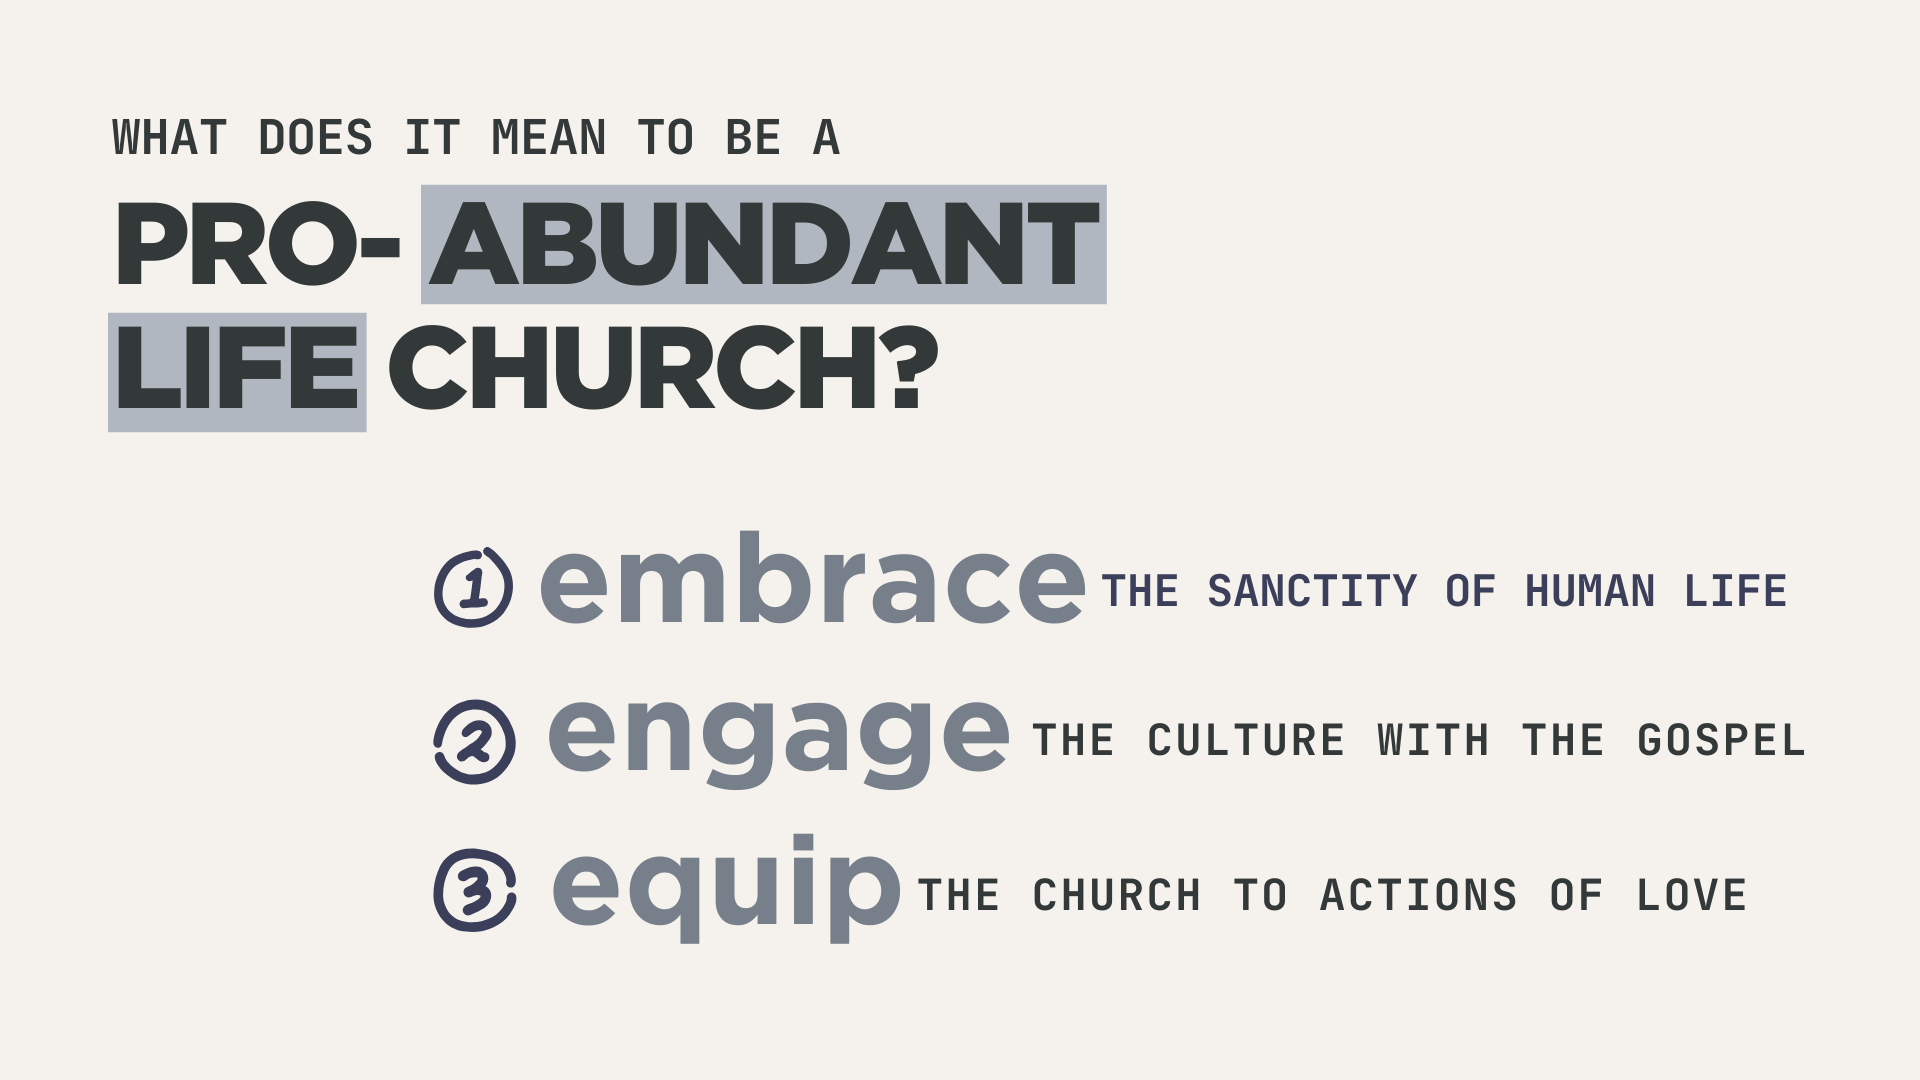 WHAT DOES IT MEAN TO BE A
PRO- ABUNDANT
LIFE CHURCH?
1 embrace THE SANCTITY OF HUMAN LIFE
2 engage THE CULTURE WITH THE GOSPEL
3 equip THE CHURCH TO ACTIONS OF LOVE